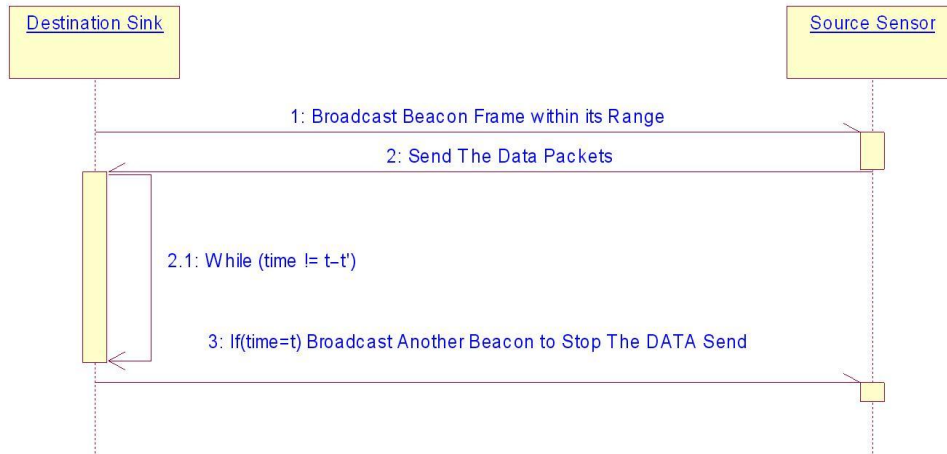 Destination Sink
Source Sensor
1: Broadcast Beacon Frame within its Range
2: Send The Data Packets
2.1: While (time != t–t')
3: If(time=t) Broadcast Another Beacon to Stop The DATA Send